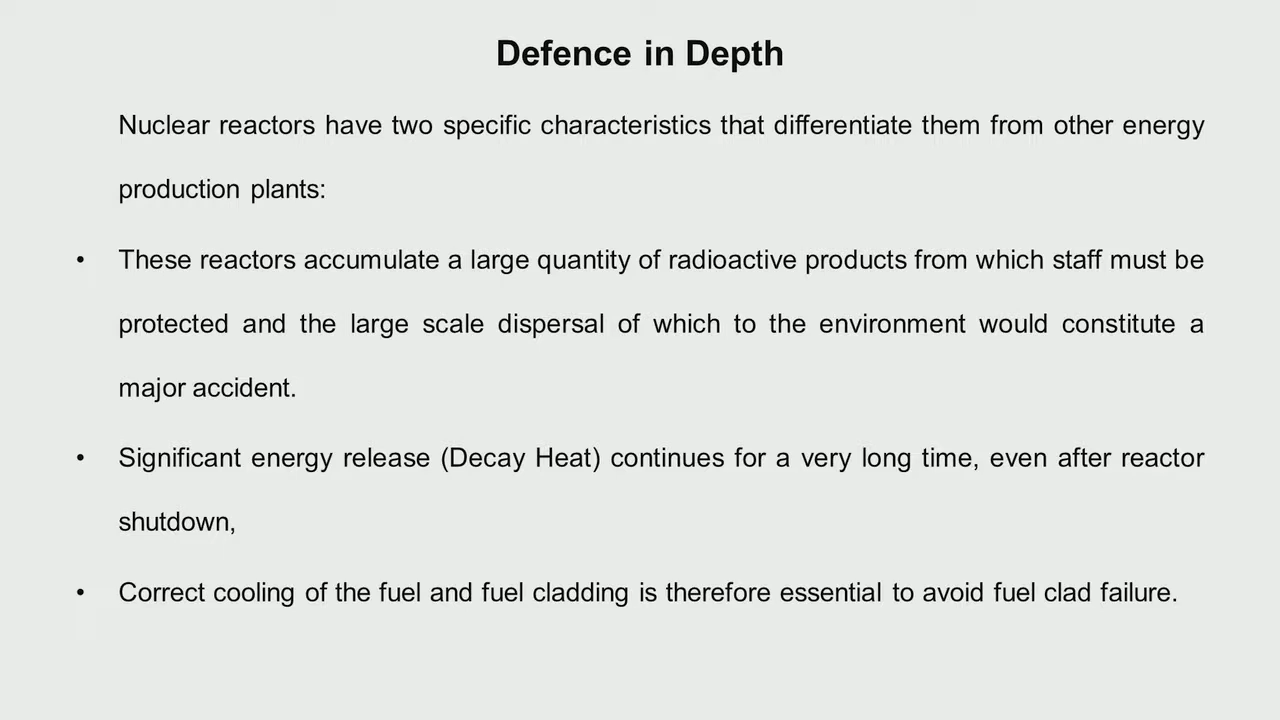 Defence in Depth
Nuclear reactors have two specific characteristics that differentiate them from other energy
production plants:
• These reactors accumulate a large quantity of radioactive products from which staff must be
protected and the large scale dispersal of which to the environment would constitute a
major accident.
• Significant energy release (Decay Heat) continues for a very long time, even after reactor
shutdown,
• Correct cooling of the fuel and fuel cladding is therefore essential to avoid fuel clad failure.